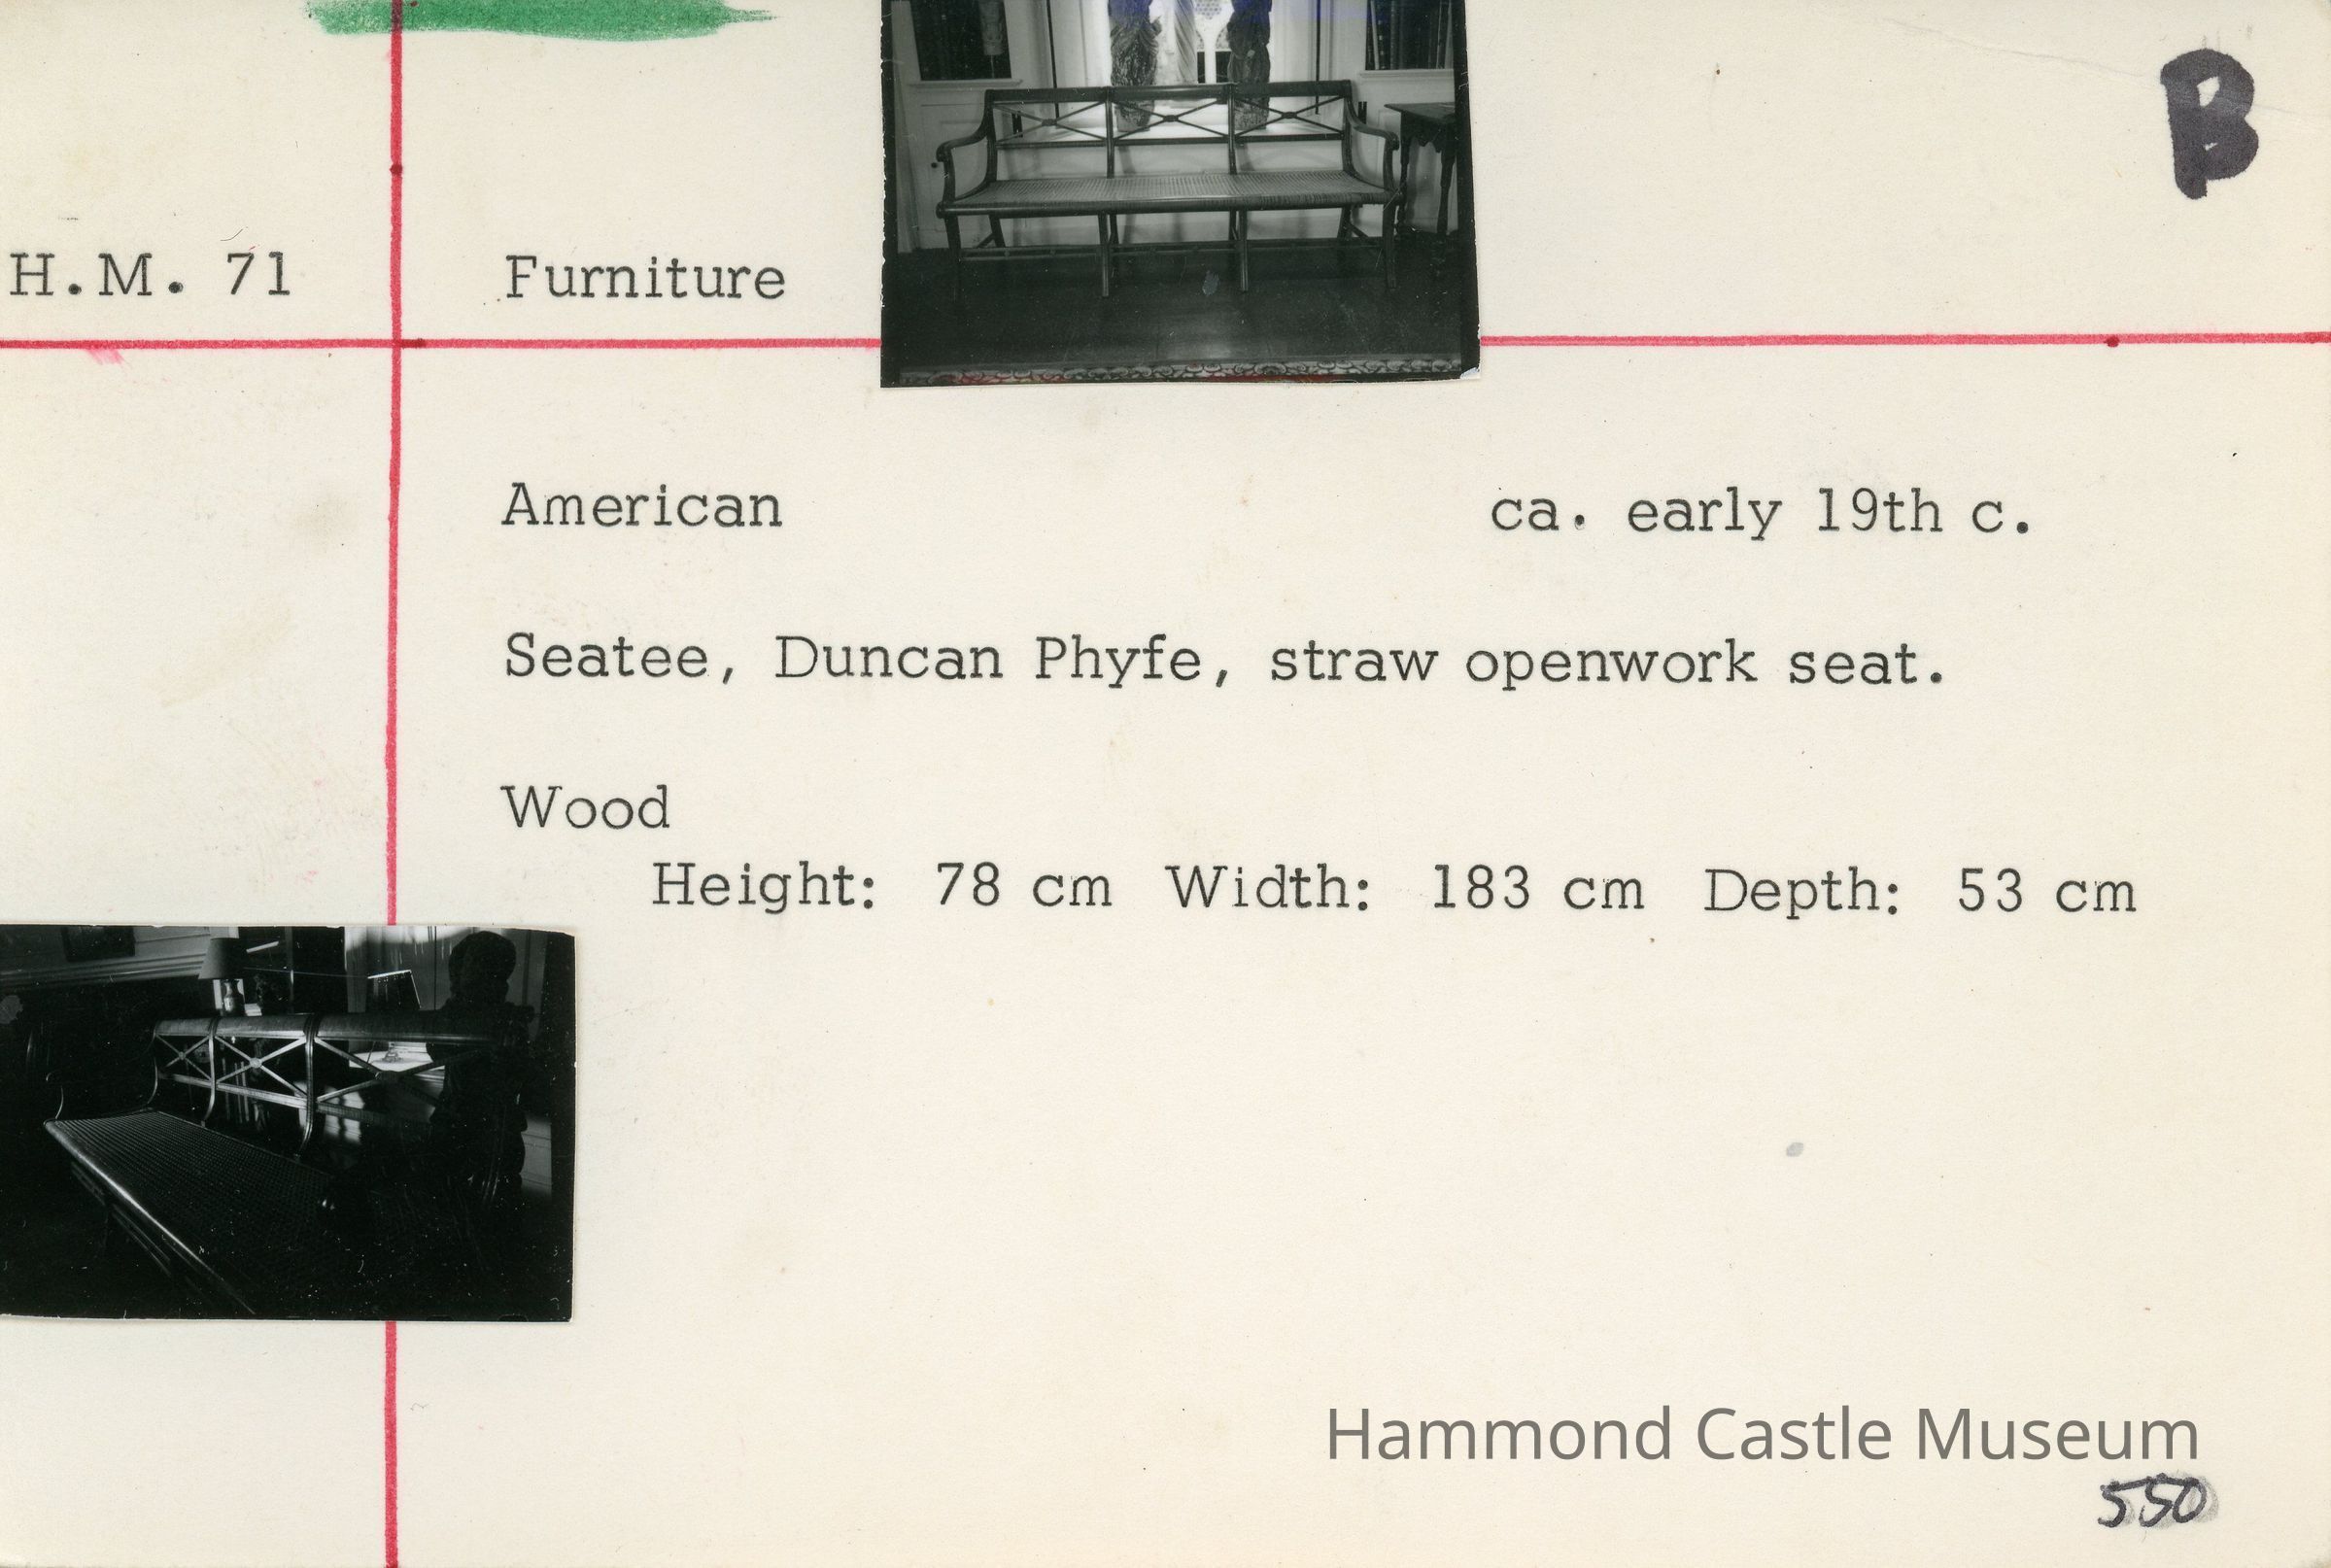 B
H.M. 71 Furniture
American ca. early 19th c.
Seatee, Duncan Phyfe, straw openwork seat.
Wood
Height: 78 cm Width: 183 cm Depth: 53 cm
Hammond Castle Museum
550